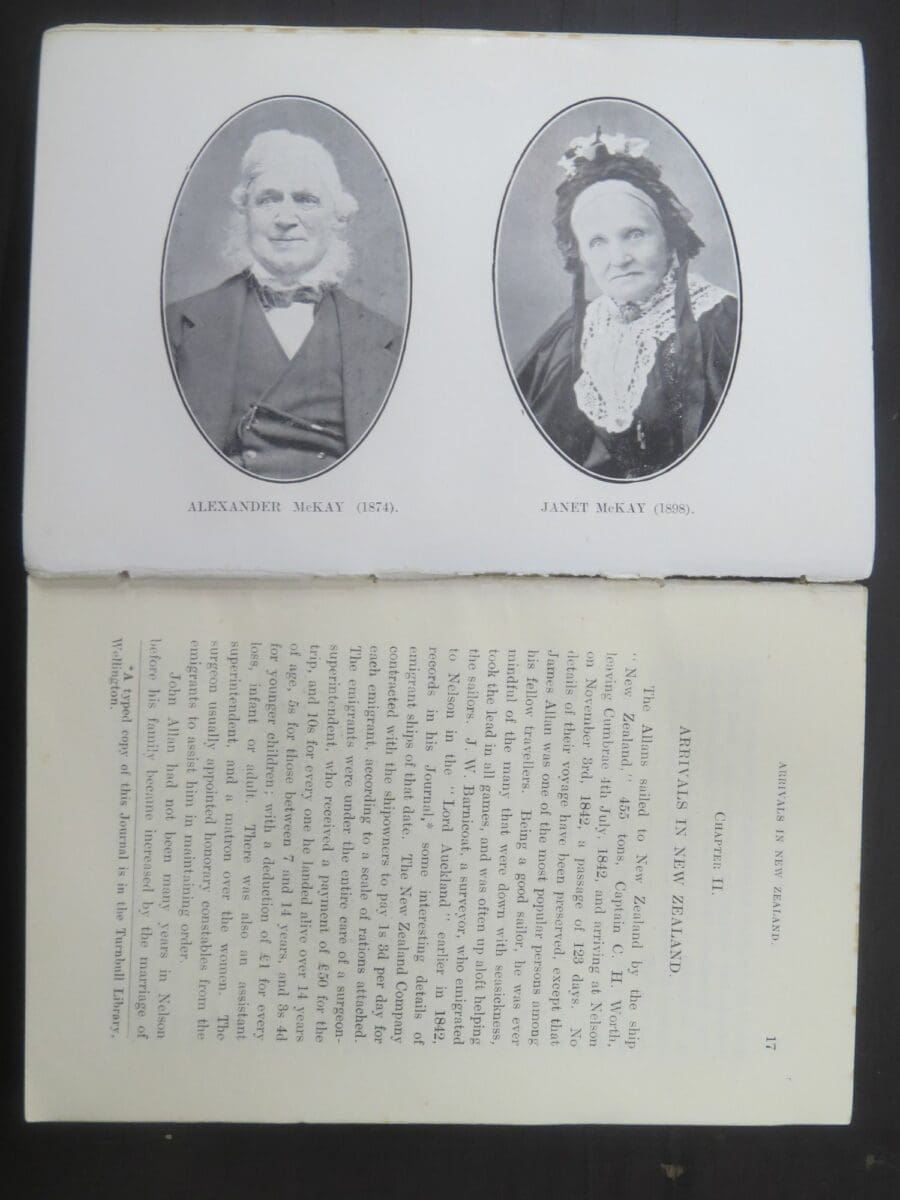 ALEXANDER McKAY (1874).
JANET McKAY (1898).
ARRIVALS IN NEW ZEALAND.
17
CHAPTER II.
ARRIVALS IN NEW ZEALAND.
The Allans sailed to New Zealand by the ship
“ New Zealand,” 455 tons, Captain C. H. Worth,
leaving Cumbrae 4th July, 1842, and arriving at Nelson
on November 3rd, 1842, a passage of 123 days. No
details of their voyage have been preserved, except that
James Allan was one of the most popular persons among
his fellow travellers. Being a good sailor, he was ever
mindful of the many that were down with seasickness,
took the lead in all games, and was often up aloft helping
the sailors. J. W. Barnicoat, a surveyor, who emigrated
to Nelson in the “ Lord Auckland ” earlier in 1842,
records in his Journal,* some interesting details of
emigrant ships of that date. The New Zealand Company
contracted with the shipowners to pay 1s 3d per day for
each emigrant, according to a scale of rations attached.
The emigrants were under the entire care of a surgeon-
superintendent, who received a payment of £50 for the
trip, and 10s for every one he landed alive over 14 years
of age, 5s for those between 7 and 14 years, and 3s 4d
for younger children; with a deduction of £1 for every
loss, infant or adult. There was also an assistant
superintendent, and a matron over the women. The
surgeon usually appointed honorary constables from the
emigrants to assist him in maintaining order.
John Allan had not been many years in Nelson
before his family became increased by the marriage of
*A typed copy of this Journal is in the Turnbull Library,
Wellington.